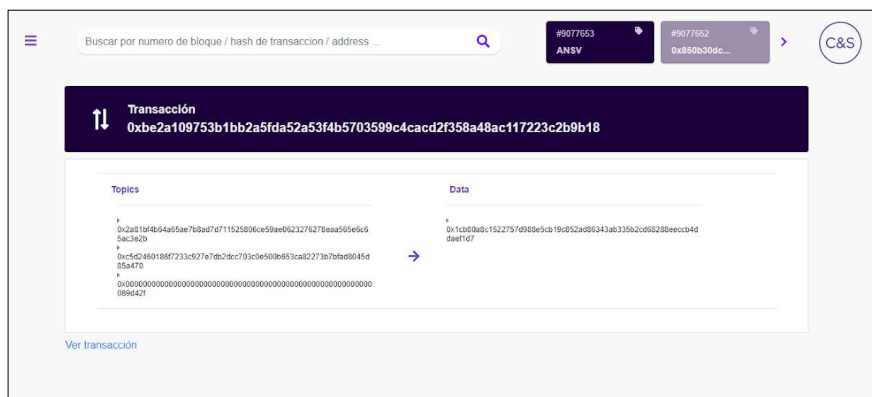 Buscar por numero de bloque / hash de transaccion / address ...
#9077653
ANSV
#9077652
0x850b30dc...
C&S
Transacción
0xbe2a109753b1bb2a5fda52a53f4b5703599c4cacd2f358a48ac117223c2b9b18
Topics
Data
0x2a81bf4b64a65ae7b8ad7d711525806ce59ae0623276278eaa565e6c6
5ac3e2b
0xc5d2460186f7233c927e7db2dcc703c0e500b653ca82273b7bfad8045d
85a470
0x00000000000000000000000000000000000000000000000000000000
089d42f
0x1cb80a8c1522757d988e5cb19c852ad86343ab335b2cd68288eeccb4d
daef1d7
Ver transacción